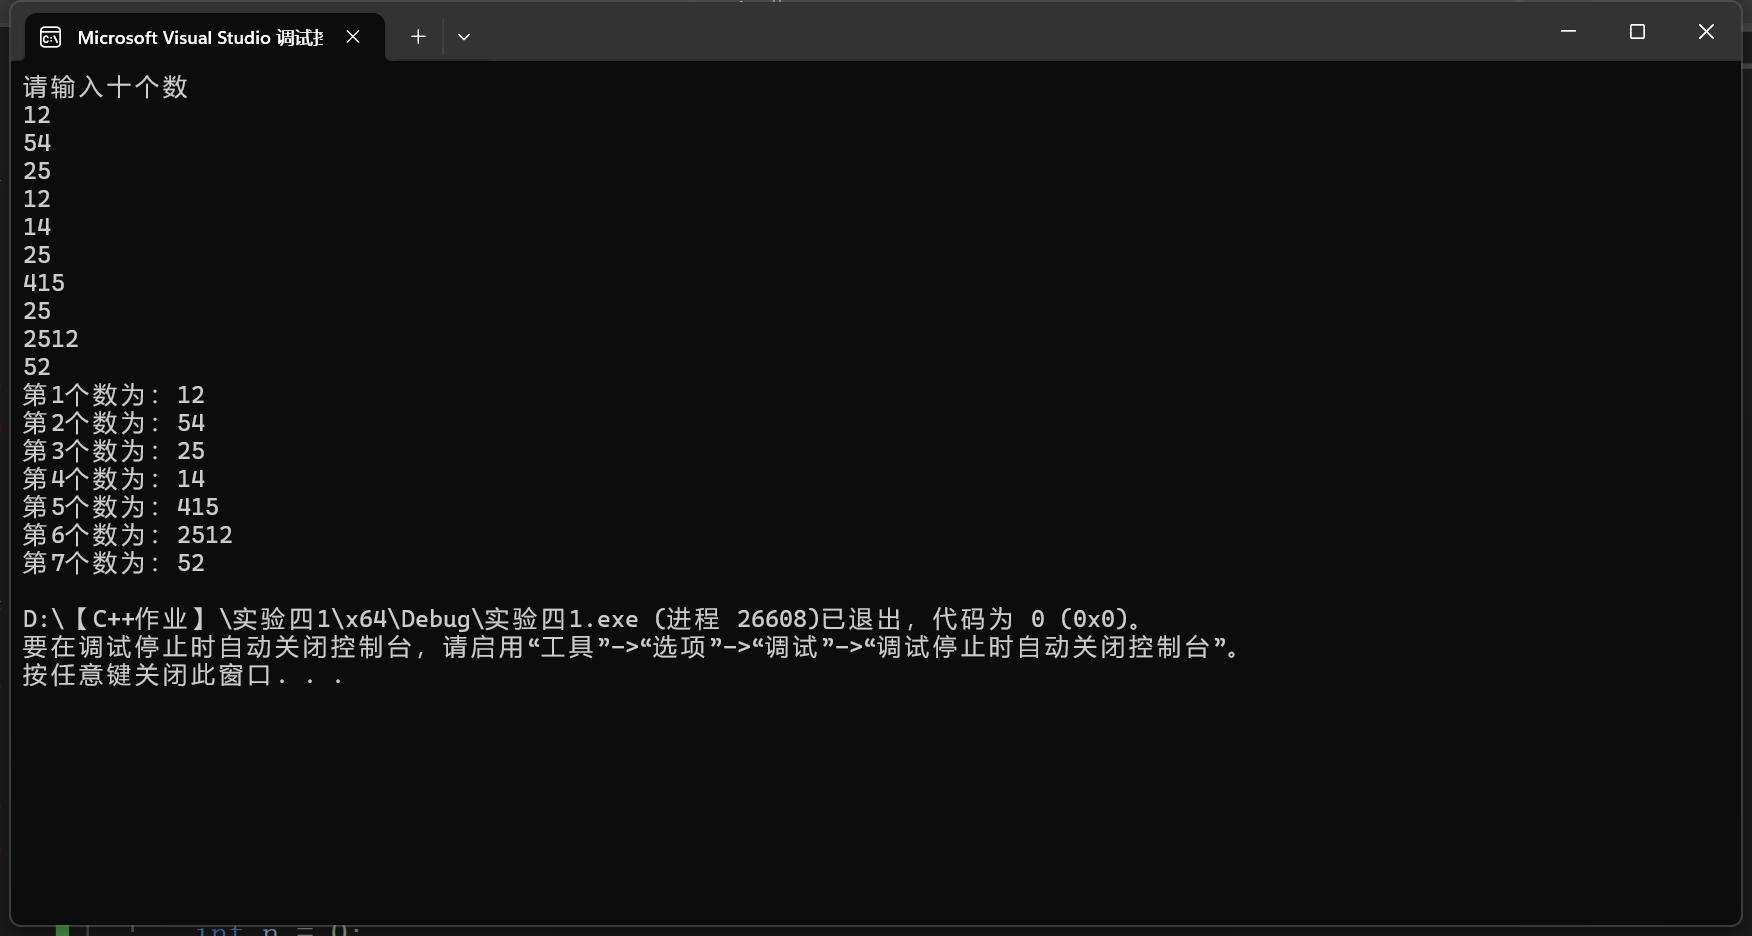 Microsoft Visual Studio 调试
请输入十个数
12
54
25
12
14
25
415
25
2512
52
第1个数为：12
第2个数为：54
第3个数为：25
第4个数为：14
第5个数为：415
第6个数为：2512
第7个数为：52
D:\【C++作业】\实验四1\x64\Debug\实验四1.exe (进程 26608)已退出，代码为 0 (0x0)。
要在调试停止时自动关闭控制台，请启用“工具”->“选项”->“调试”->“调试停止时自动关闭控制台”。
按任意键关闭此窗口. . .
int n = 0;